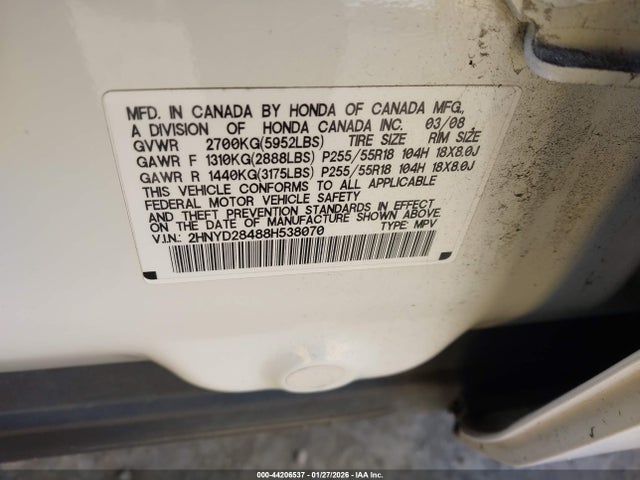 MFD. IN CANADA BY HONDA OF CANADA MFG.,
A DIVISION OF HONDA CANADA INC. 03/08
GVWR 2700KG(5952LBS) TIRE SIZE RIM SIZE
GAWR F 1310KG(2888LBS) P255/55R18 104H 18X8.0J
GAWR R 1440KG(3175LBS) P255/55R18 104H 18X8.0J
THIS VEHICLE CONFORMS TO ALL APPLICABLE
FEDERAL MOTOR VEHICLE SAFETY
AND THEFT PREVENTION STANDARDS IN EFFECT
ON THE DATE OF MANUFACTURE SHOWN ABOVE.
V.I.N.: 2HNYD28488H538070 TYPE: MPV
000-44206537 - 01/27/2026 - IAA Inc.